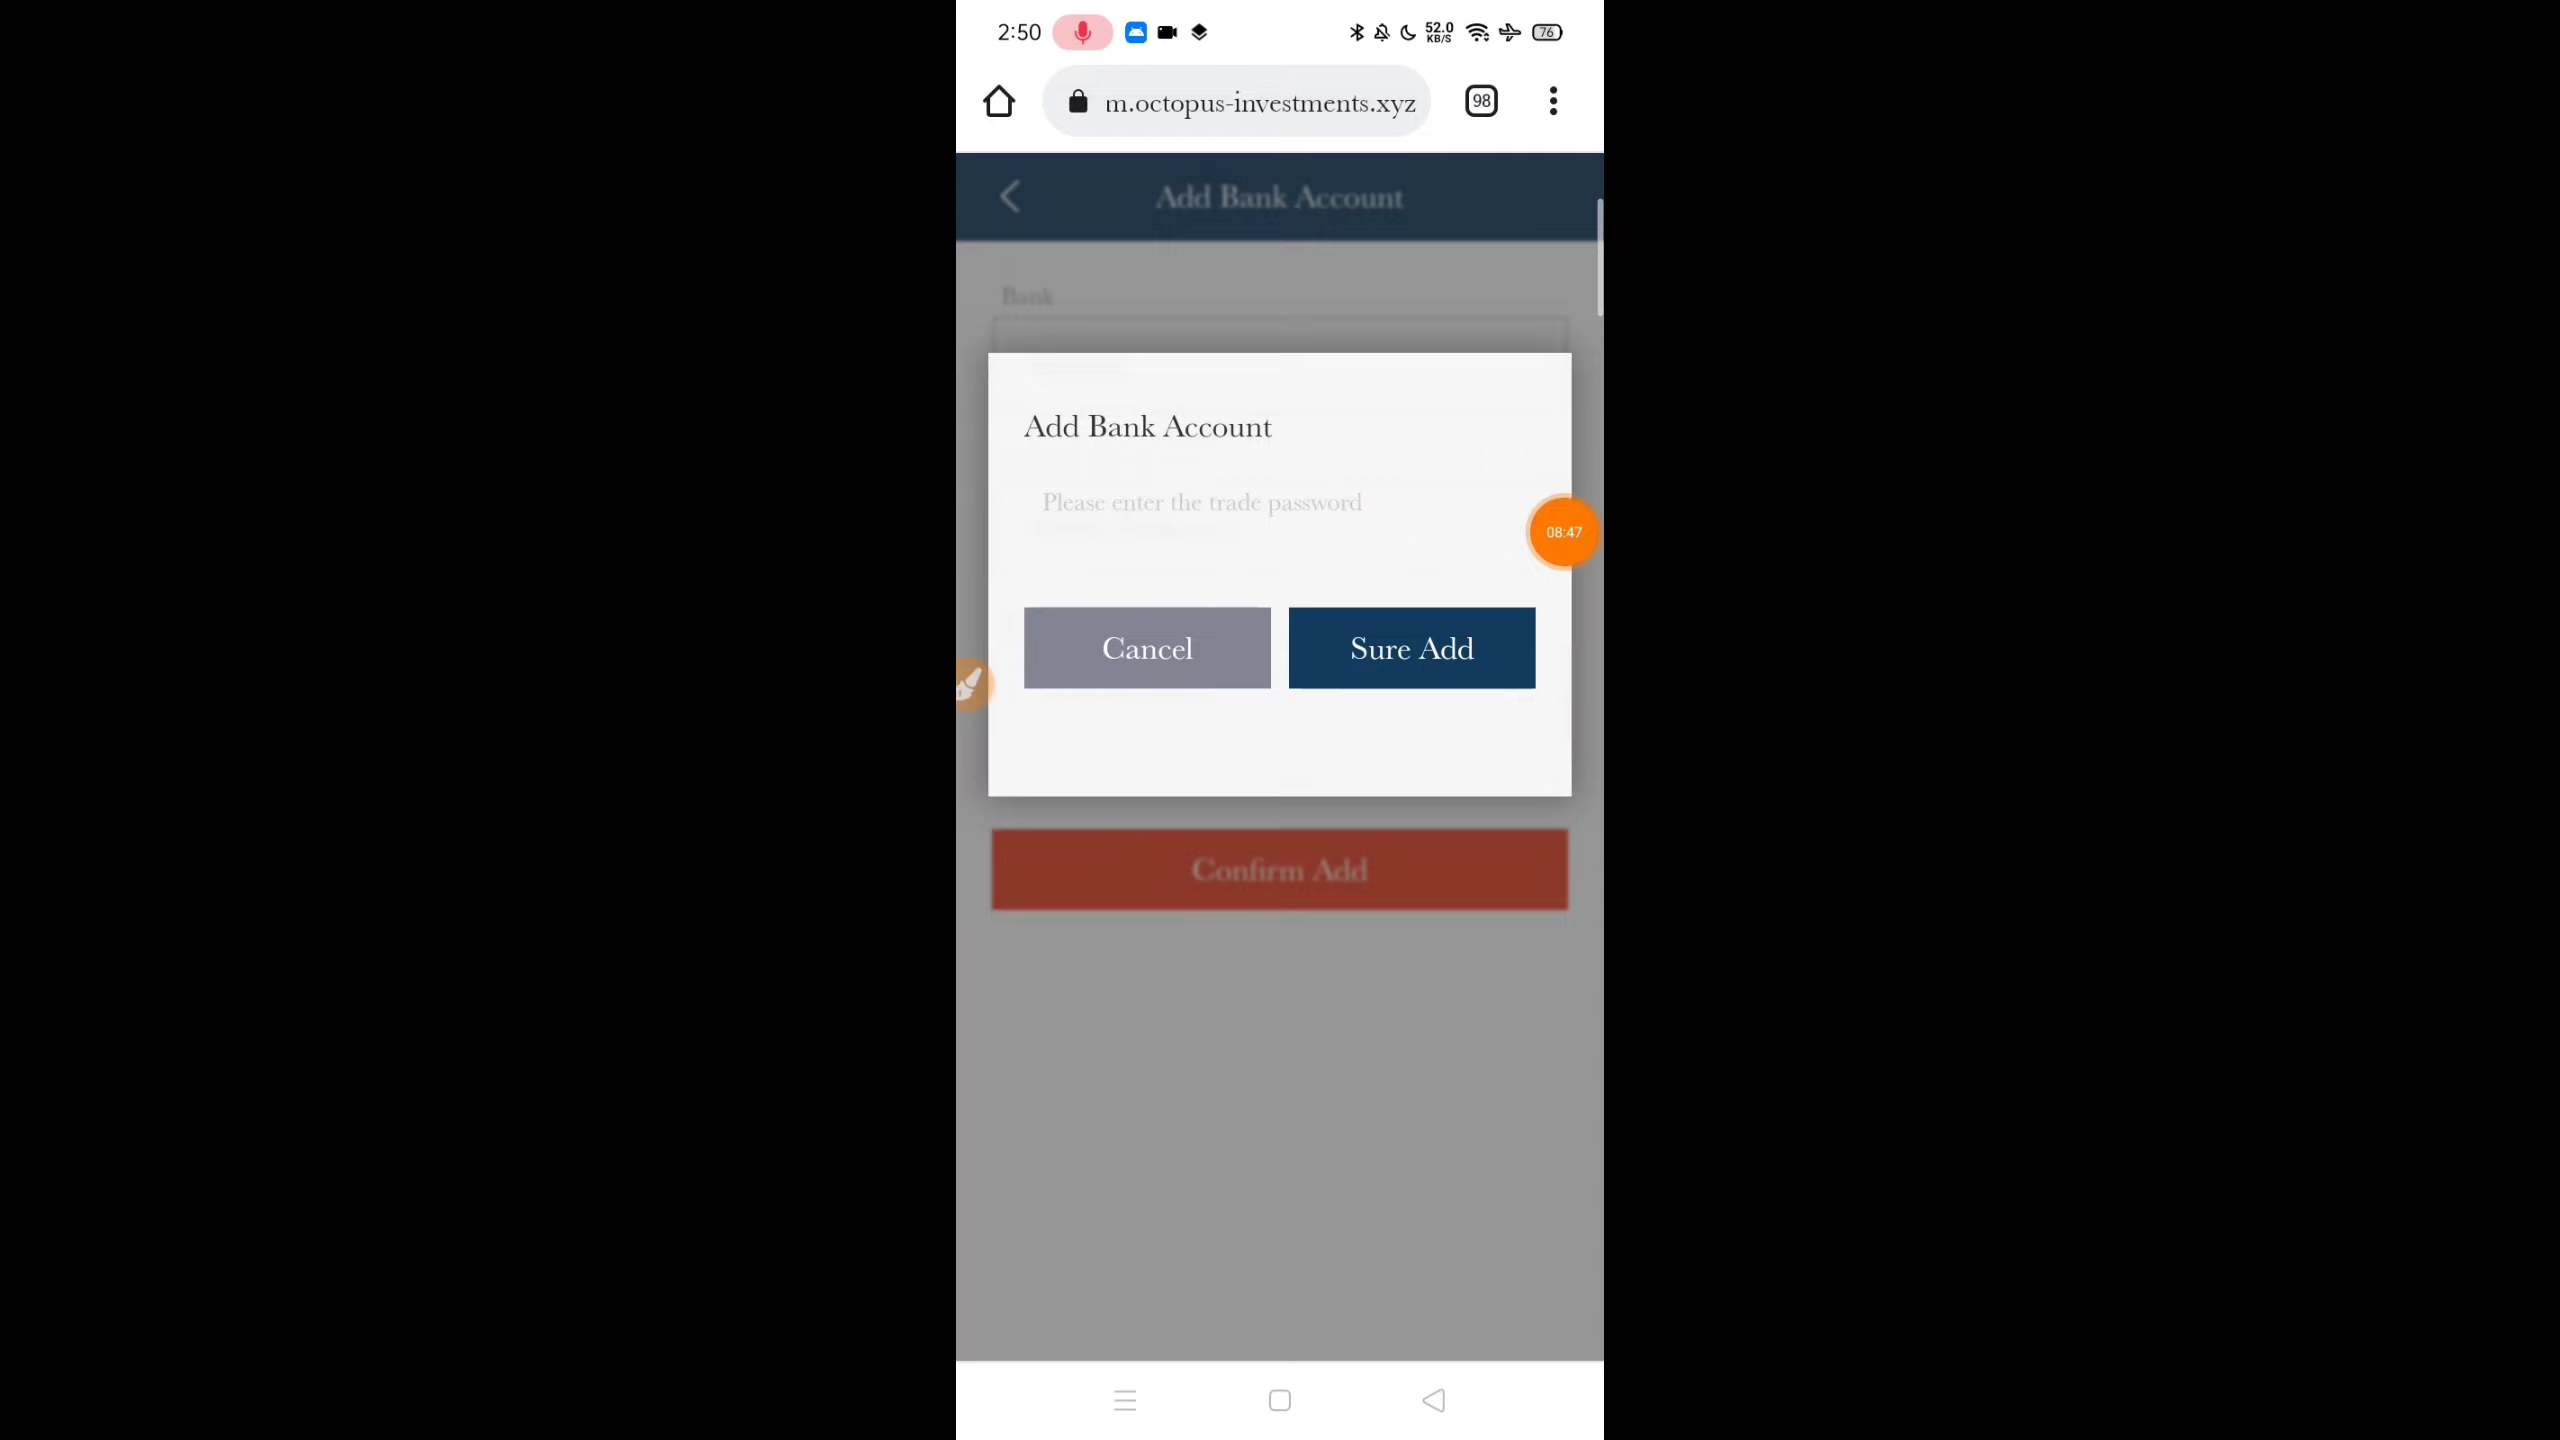 2:50
52.0
KB/S
76
m.octopus-investments.xyz
98
Add Bank Account
Bank
Add Bank Account
Please enter the trade password
08:47
Cancel
Sure Add
Confirm Add